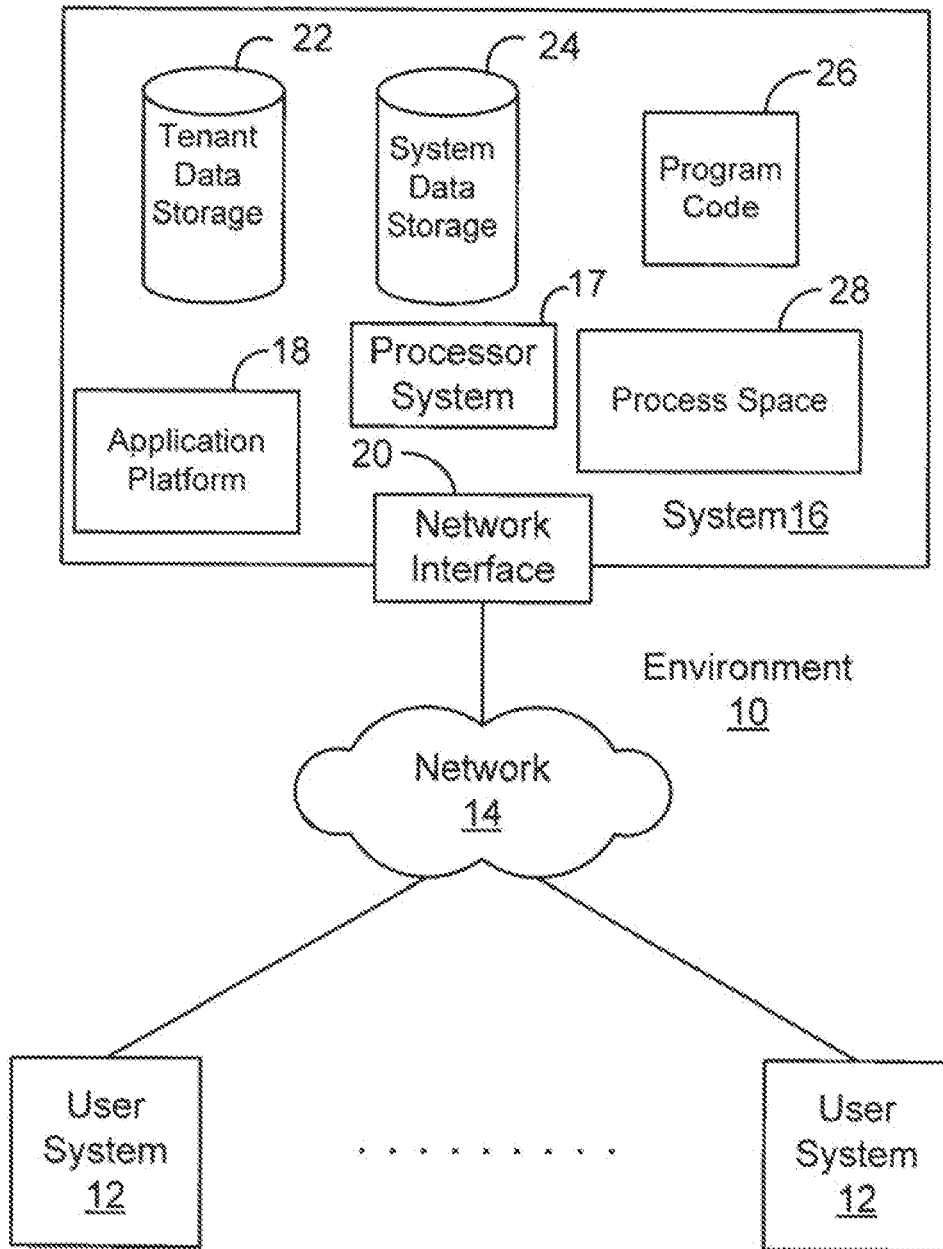 22
24
26
Tenant
Data
Storage
System
Data
Storage
Program
Code
17
28
18
Processor
System
Process Space
Application
Platform
20
Network
Interface
System16
Environment
10
Network
14
User
System
12
User
System
12